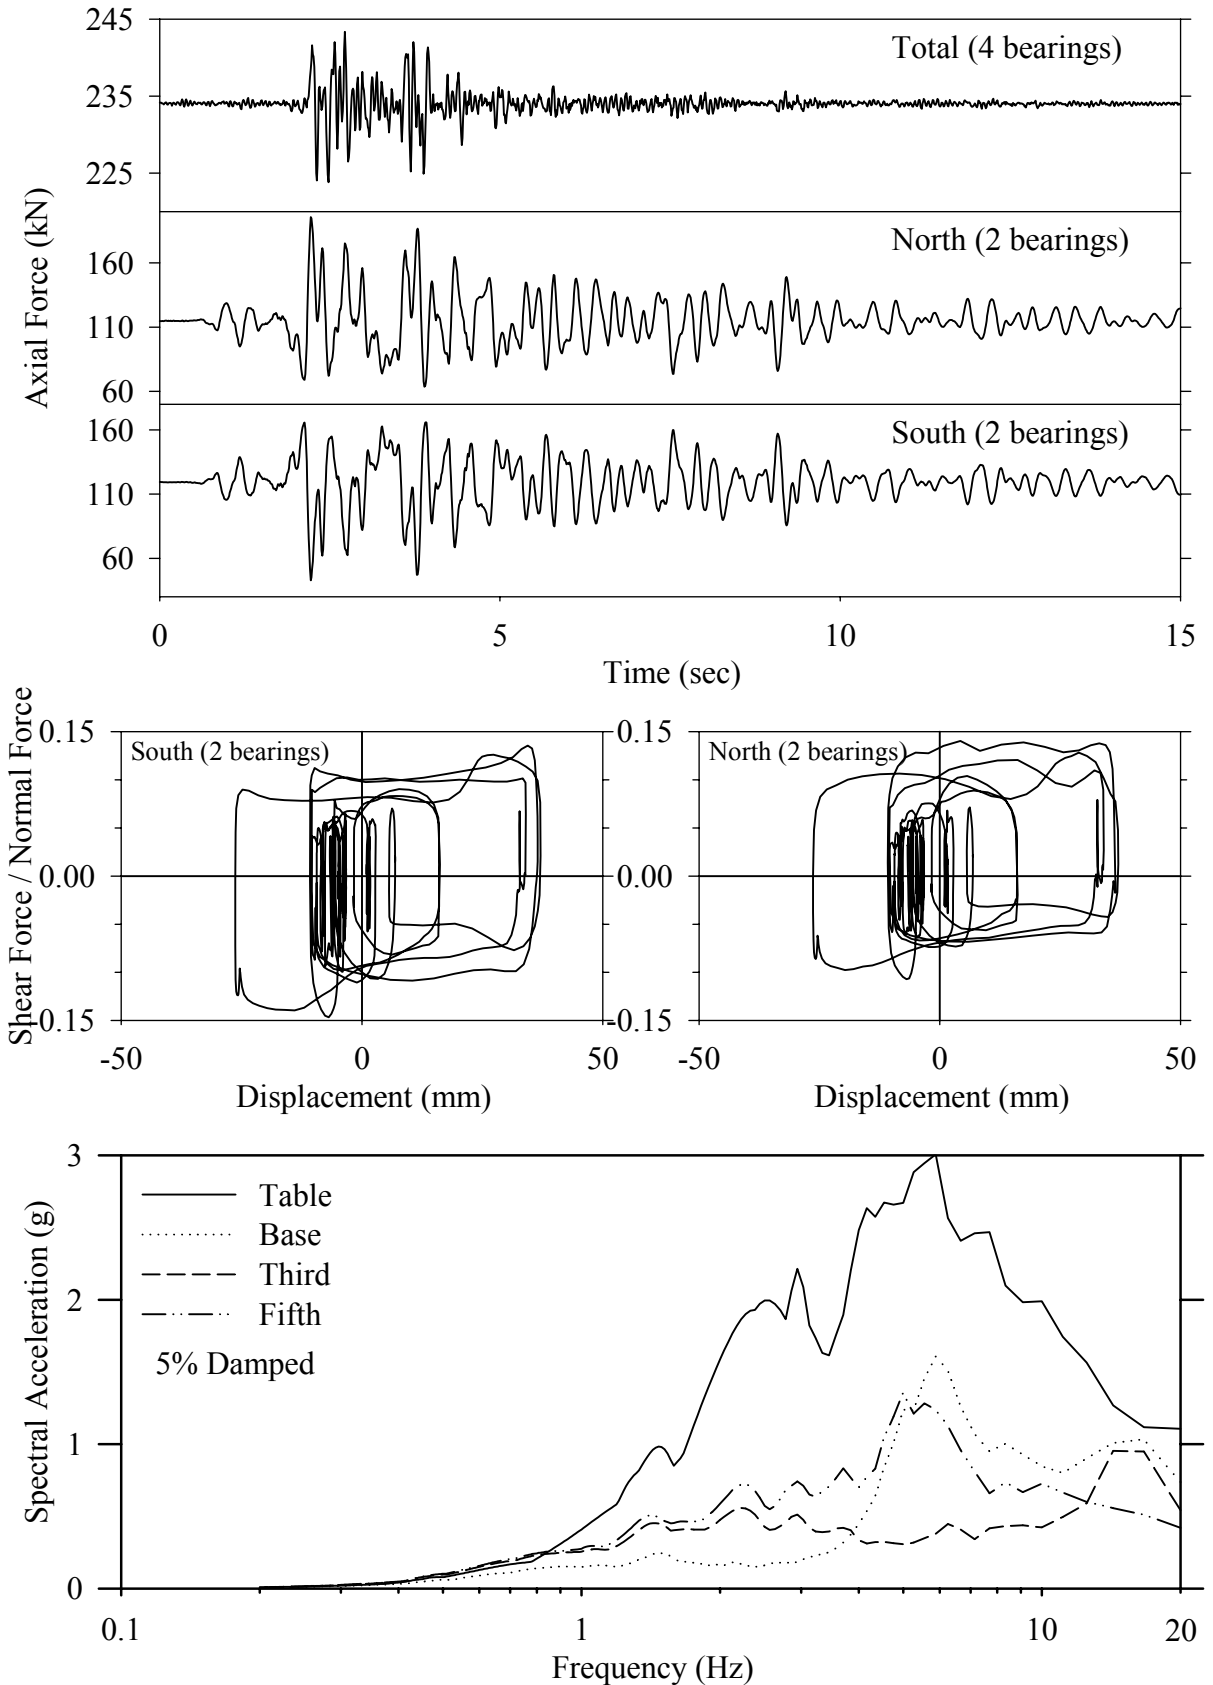 245
Total (4 bearings)
235
225
Axial Force (kN)
North (2 bearings)
160
110
60
South (2 bearings)
160
110
60
0 5 10 15
Time (sec)
Shear Force / Normal Force
0.15 0.15
South (2 bearings) North (2 bearings)
0.00 0.00
-0.15 -0.15
-50 0 50 -50 0 50
Displacement (mm) Displacement (mm)
Spectral Acceleration (g)
3
Table
Base
Third
2
Fifth
5% Damped
1
0
0.1 1 10 20
Frequency (Hz)